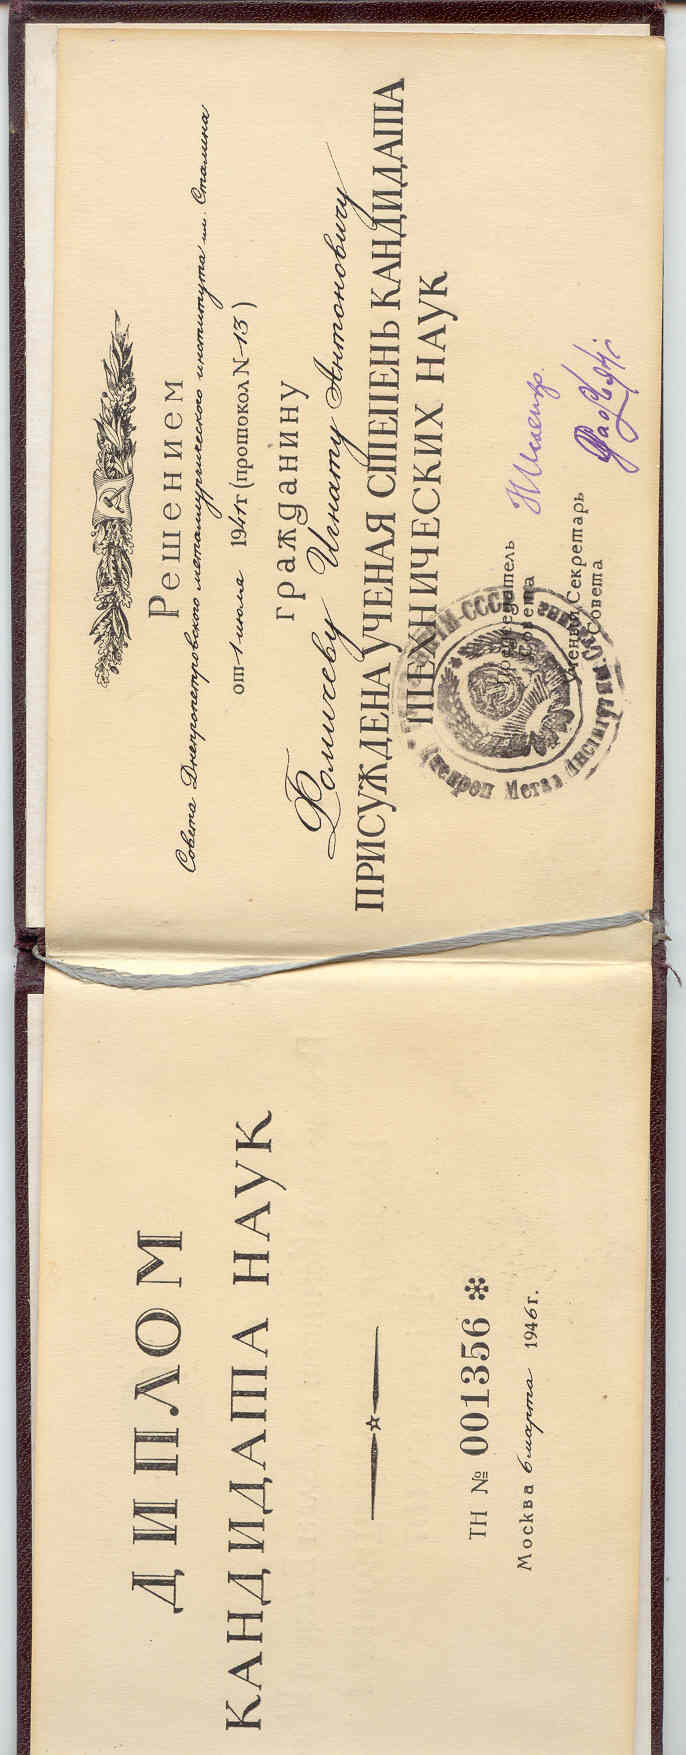 ДИПЛОМ
КАНДИДАТА НАУК
ТН № 001356
Москва 6 марта 1946 г.
Решением
Совета Днепропетровского металлургического института им. Сталина
от 1 июля 1941 г (протокол N-13)
гражданину
Фомичеву Игнату Антоновичу
ПРИСУЖДЕНА УЧЕНАЯ СТЕПЕНЬ КАНДИДАТА
ТЕХНИЧЕСКИХ НАУК
Председатель
Совета
Ученый Секретарь
Совета